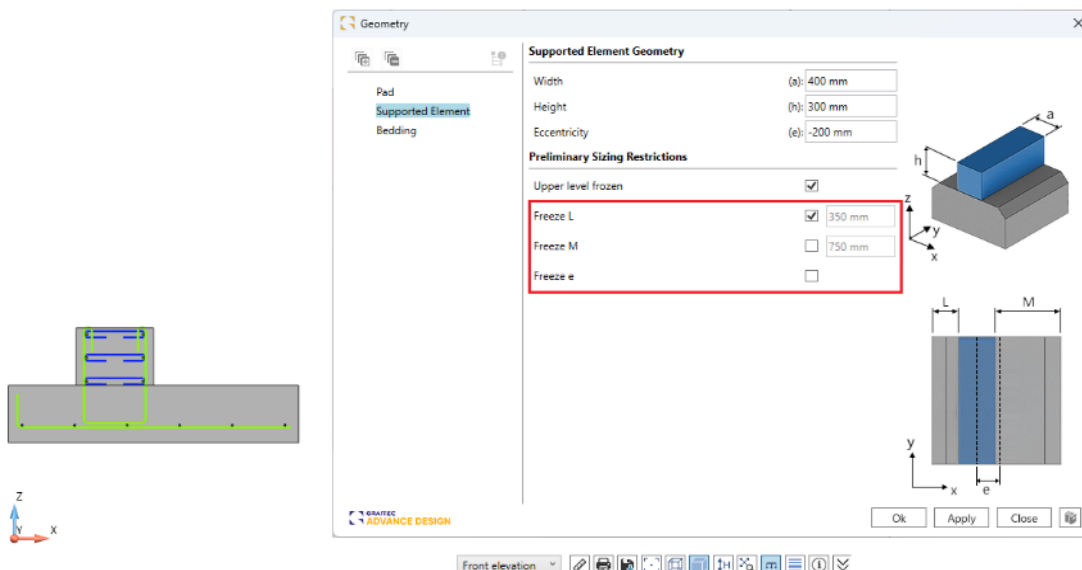 Geometry
Supported Element Geometry
Width (a): 400 mm
Pad
Supported Element
Height (h): 300 mm
Bedding
Eccentricity (e): -200 mm
Preliminary Sizing Restrictions
Upper level frozen
Freeze L 350 mm
Freeze M 750 mm
Freeze e
a
h
z
y
x
L M
y
x
e
Z
Y X
GRAITEC
ADVANCE DESIGN
Ok Apply Close
Front elevation